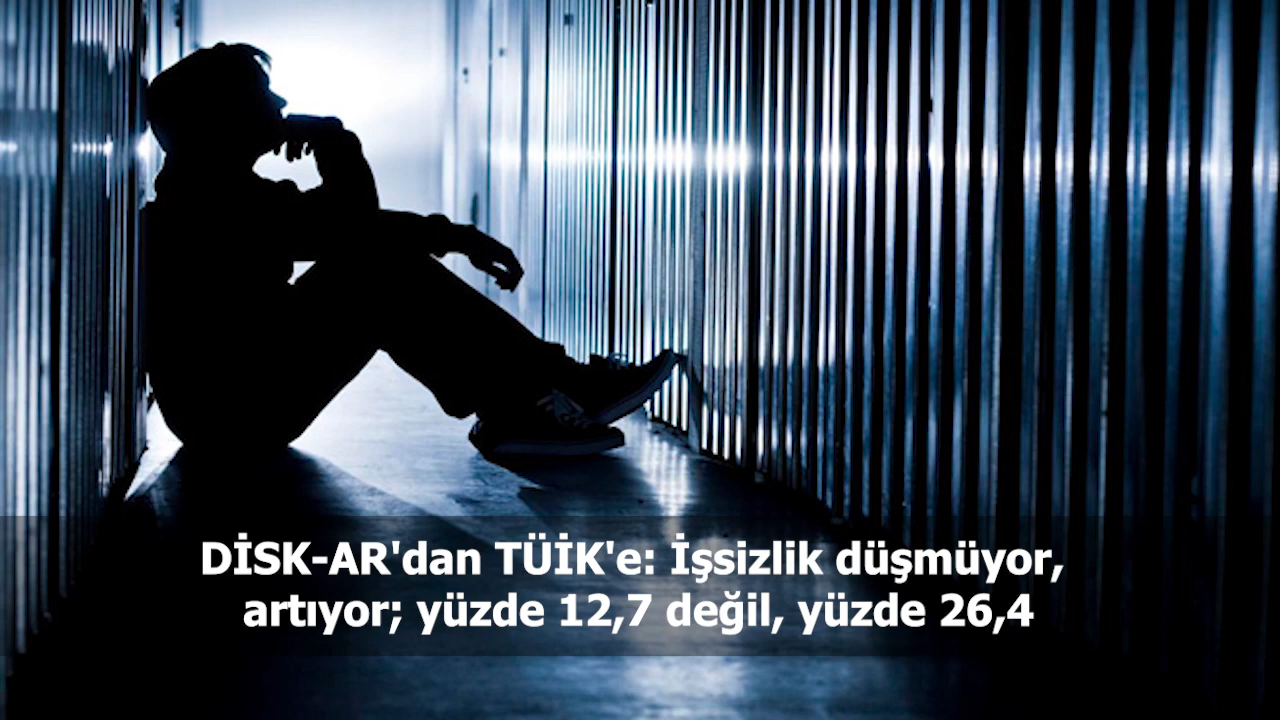 DİSK-AR'dan TÜİK'e: İşsizlik düşmüyor,
artıyor; yüzde 12,7 değil, yüzde 26,4